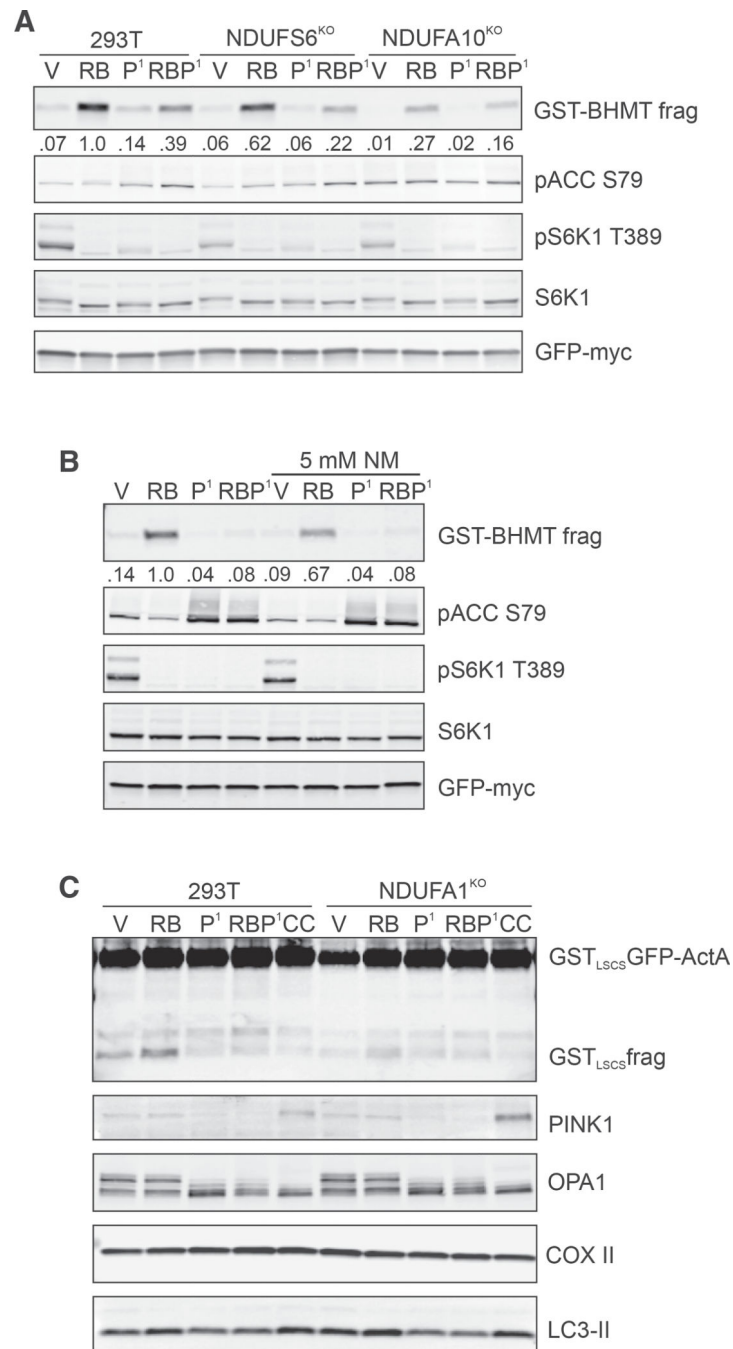 A
293T NDUFS6KO NDUFA10KO
V RB P1 RBP1 V RB P1 RBP1 V RB P1 RBP1
GST-BHMT frag
.07 1.0 .14 .39 .06 .62 .06 .22 .01 .27 .02 .16
pACC S79
pS6K1 T389
S6K1
GFP-myc
B
5 mM NM
V RB P1 RBP1 V RB P1 RBP1
GST-BHMT frag
.14 1.0 .04 .08 .09 .67 .04 .08
pACC S79
pS6K1 T389
S6K1
GFP-myc
C
293T NDUFA1KO
V RB P1 RBP1 CC V RB P1 RBP1 CC
GSTLSCSGFP-ActA
GSTLSCSfrag
PINK1
OPA1
COX II
LC3-II